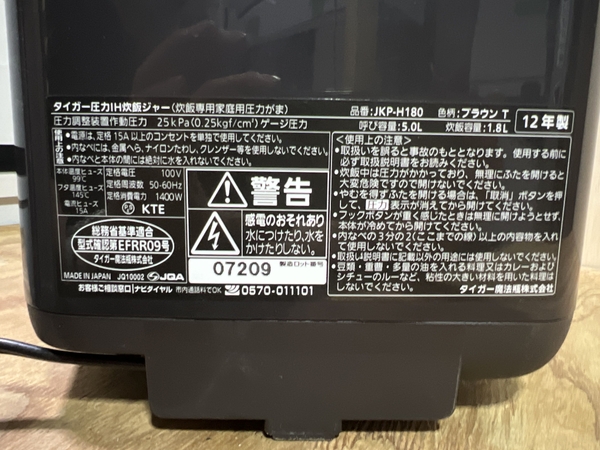 タイガー圧力IH炊飯ジャー(炊飯専用家庭用圧力がま)
圧力調整装置作動圧力 25kPa(0.25kgf/cm²)ゲージ圧力
品番:JKP-H180 色柄:ブラウン T
呼び容量:5.0L 炊飯容量:1.8L
12年製
●電源は、定格15A以上のコンセントを単独で使用してください。
●内なべには、金属へら、ナイロンたわし、クレンザー等を使用しないでください。
●内なべと本体の間には絶対に水を入れないでください。
本体温度ヒューズ 99℃
フタ温度ヒューズ 145℃
電流ヒューズ 15A
定格電圧 100V
定格周波数 50-60Hz
定格消費電力 1400W
KTE
総務省基準適合
型式確認第EFRR09号
タイガー魔法瓶株式会社
MADE IN JAPAN JQ10002 JQA
警告
感電のおそれあり
水につけたり、水を
かけたりしない。
07209 製造ロット番号
お客様ご相談窓口 ナビダイヤル 市内通話料でOK 0570-011101
<使用上の注意>
●取扱いを誤ると事故のもととなります。使用する前に
必ず取扱説明書をお読みください。
●炊飯中は圧力がかかっており、無理にふたを開けると
大変危険ですので開けないでください。
●やむを得ずふたを開ける場合は、「取消」ボタンを押
し 圧力 表示が消えてから開けてください。
●フックボタンが重く感じたときは無理に開けようとせず、
本体が冷めてから開けてください。
●内なべの3分の2(ここまでの線)以上の内容物を入れ
て使用しないでください。
●取扱い説明書に記載以外の用途には使用しないでください。
●豆類・重曹・多量の油を入れる料理又はカレーおよび
シチューのルーなど、粘性の大きい材料を用いた料理は
しないでください。
タイガー魔法瓶株式会社